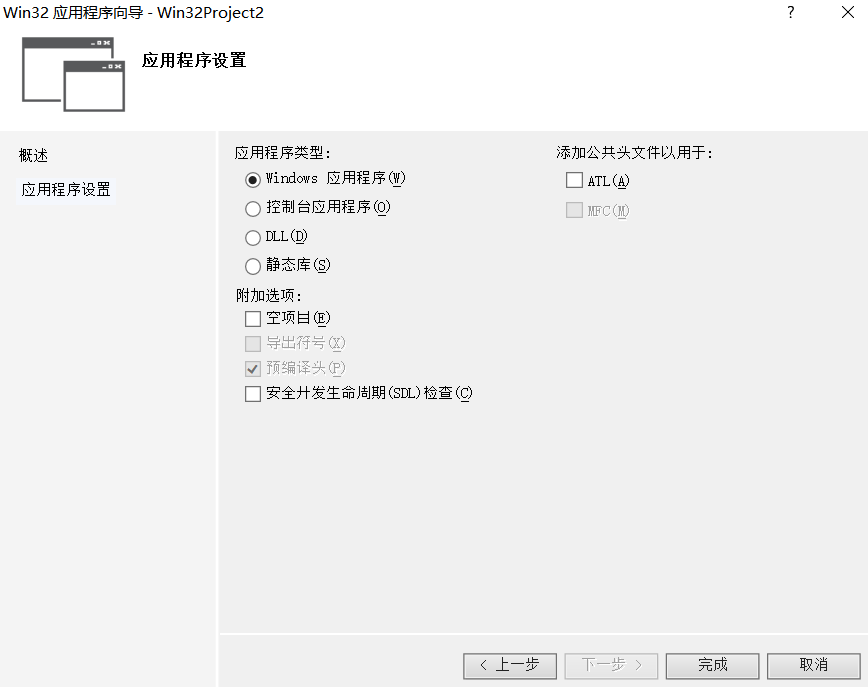 Win32 应用程序向导 - Win32Project2
?
应用程序设置
概述
应用程序设置
应用程序类型:
Windows 应用程序(W)
控制台应用程序(O)
DLL(D)
静态库(S)
附加选项:
空项目(E)
导出符号(X)
预编译头(P)
安全开发生命周期(SDL)检查(C)
添加公共头文件以用于:
ATL(A)
MFC(M)
< 上一步
下一步 >
完成
取消